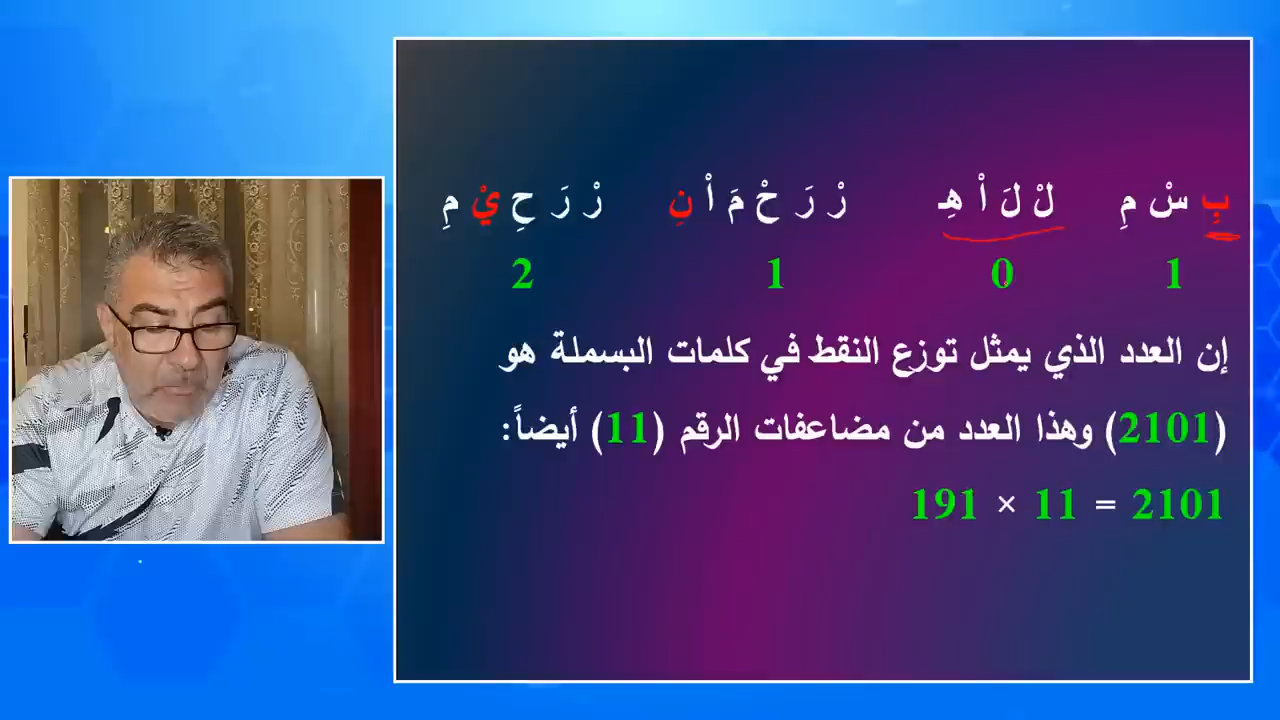 بِ سْ مِ لْ لَ اْ هِ رْ رَ حْ مَ اْ نِ رْ رَ حِ يْ مِ
1 0 1 2
إن العدد الذي يمثل توزع النقط في كلمات البسملة هو
(2101) وهذا العدد من مضاعفات الرقم (11) أيضاً:
2101 = 11 × 191